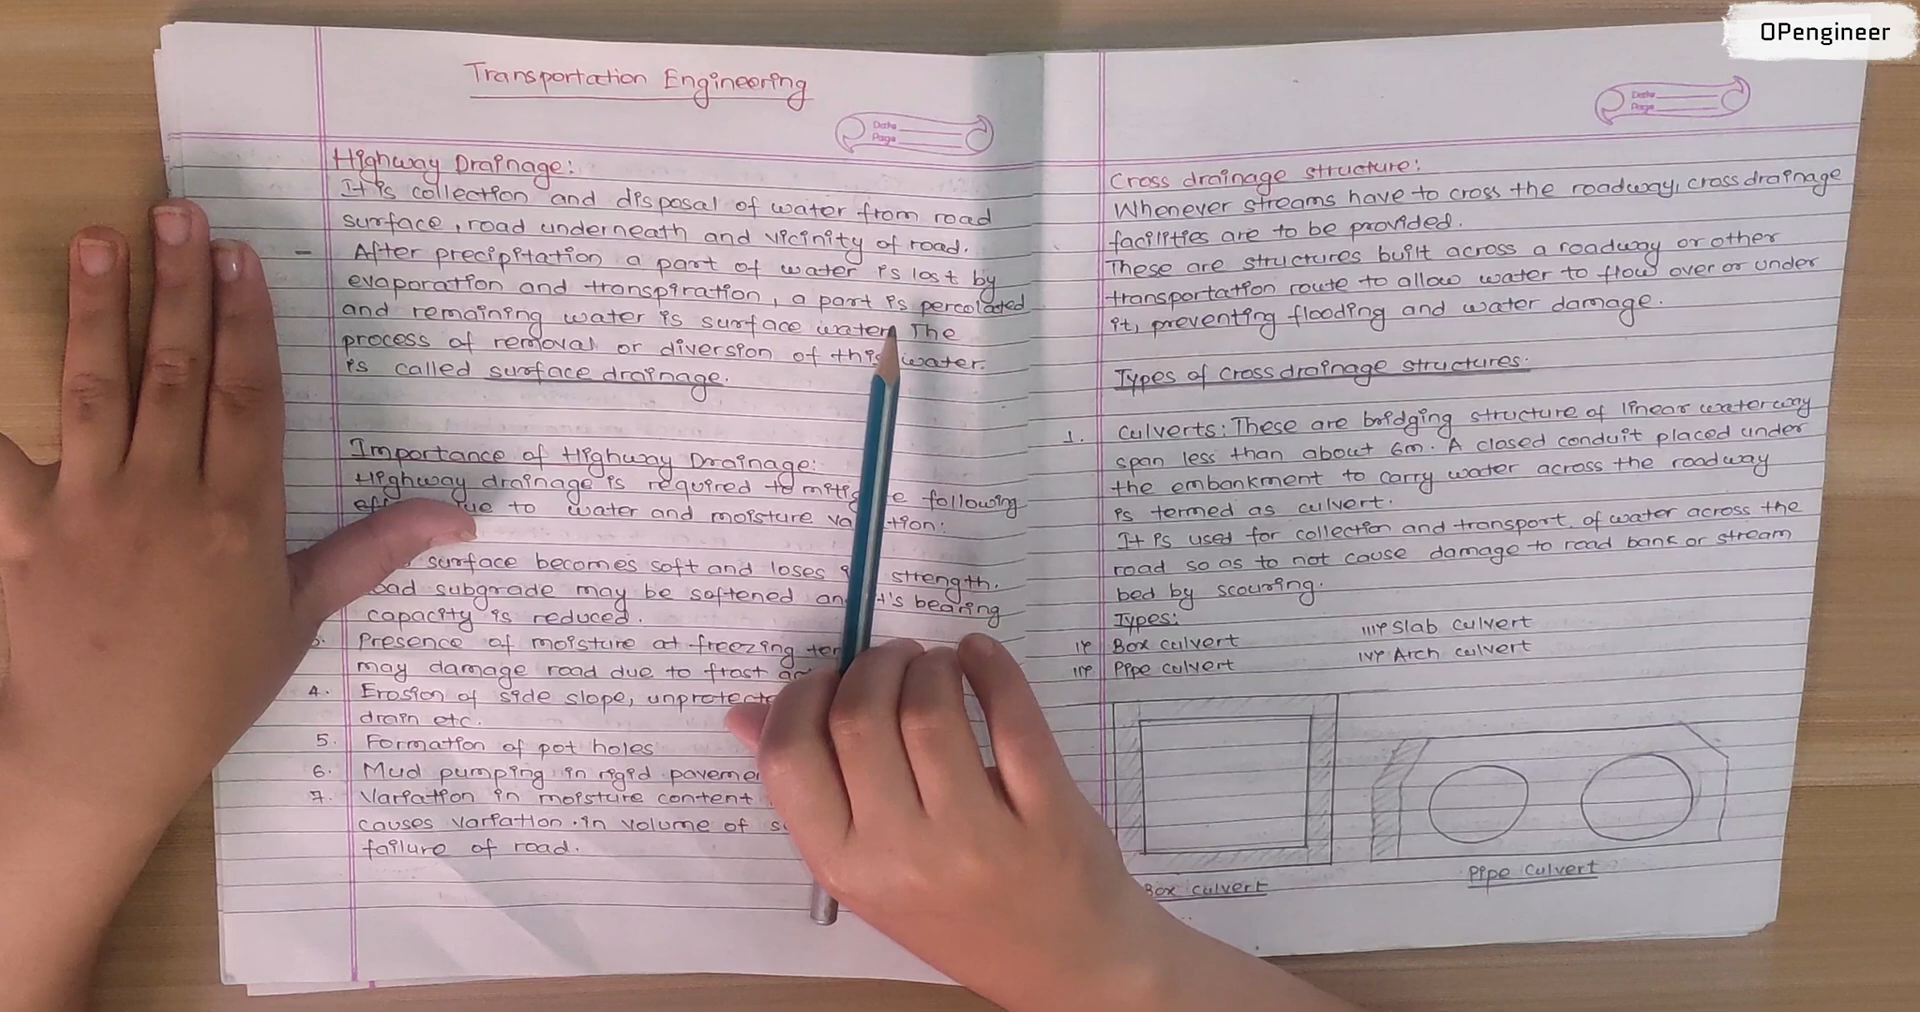 OPengineer
Transportation Engineering
Date
Page
Highway Drainage:
It is collection and disposal of water from road
surface, road underneath and vicinity of road.
- After precipitation a part of water is lost by
evaporation and transpiration, a part is percolated
and remaining water is surface water. The
process of removal or diversion of this water.
is called surface drainage.
Importance of Highway Drainage:
Highway drainage is required to following
due to water and moisture
surface becomes soft and loses strength.
subgrade may be softened bearing
capacity is reduced.
Presence of moisture at freezing
may damage road due to frost
4. Erosion of side slope,
drain etc.
5. Formation of pot holes
6. Mud pumping in rigid
7. Variation in moisture content
causes variation in volume of
failure of road.
Date
Page
Cross drainage structure:
Whenever streams have to cross the roadway, cross drainage
facilities are to be provided.
These are structures built across a roadway or other
transportation route to allow water to flow over or under
it, preventing flooding and water damage.
Types of cross drainage structures:
1. Culverts: These are bridging structure of linear waterway
span less than about 6m. A closed conduit placed under
the embankment to carry water across the roadway
is termed as culvert.
It is used for collection and transport of water across the
road so as to not cause damage to road bank or stream
bed by scouring.
Types:
i) Box culvert iii) Slab culvert
ii) Pipe culvert iv) Arch culvert
Box culvert
Pipe culvert